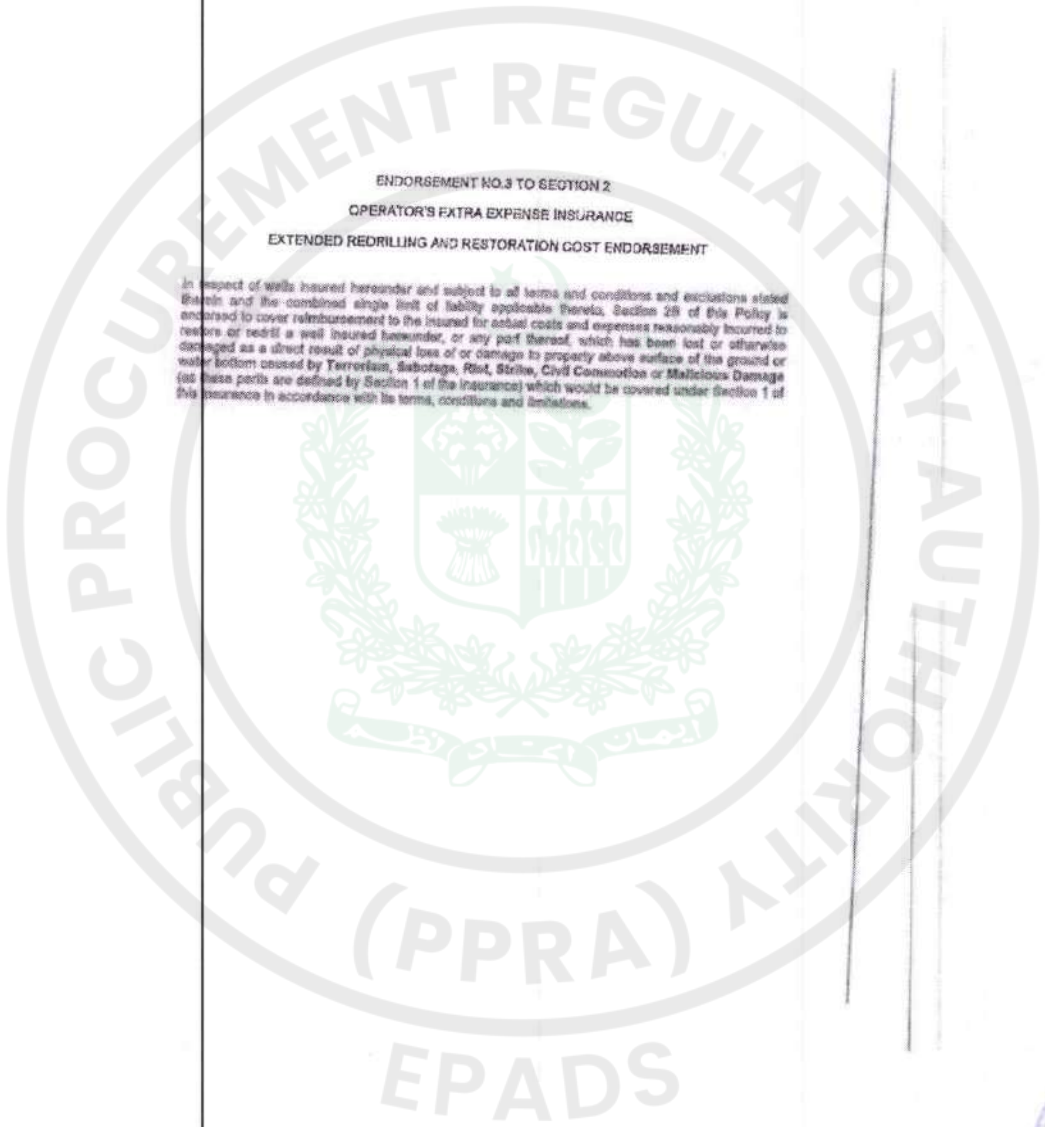 ENDORSEMENT NO.3 TO SECTION 2
OPERATOR'S EXTRA EXPENSE INSURANCE
EXTENDED REDRILLING AND RESTORATION COST ENDORSEMENT
In respect of wells insured hereunder and subject to all terms and conditions and exclusions stated
therein and the combined single limit of liability applicable thereto, Section 2B of this Policy is
endorsed to cover reimbursement to the insured for actual costs and expenses reasonably incurred to
restore or redrill a well insured hereunder, or any part thereof, which has been lost or otherwise
damaged as a direct result of physical loss of or damage to property above surface of the ground or
water bottom caused by Terrorism, Sabotage, Riot, Strike, Civil Commotion or Malicious Damage
(as these perils are defined by Section 1 of the insurance) which would be covered under Section 1 of
this insurance in accordance with its terms, conditions and limitations.
PUBLIC PROCUREMENT REGULATORY AUTHORITY
(PPRA)
EPADS